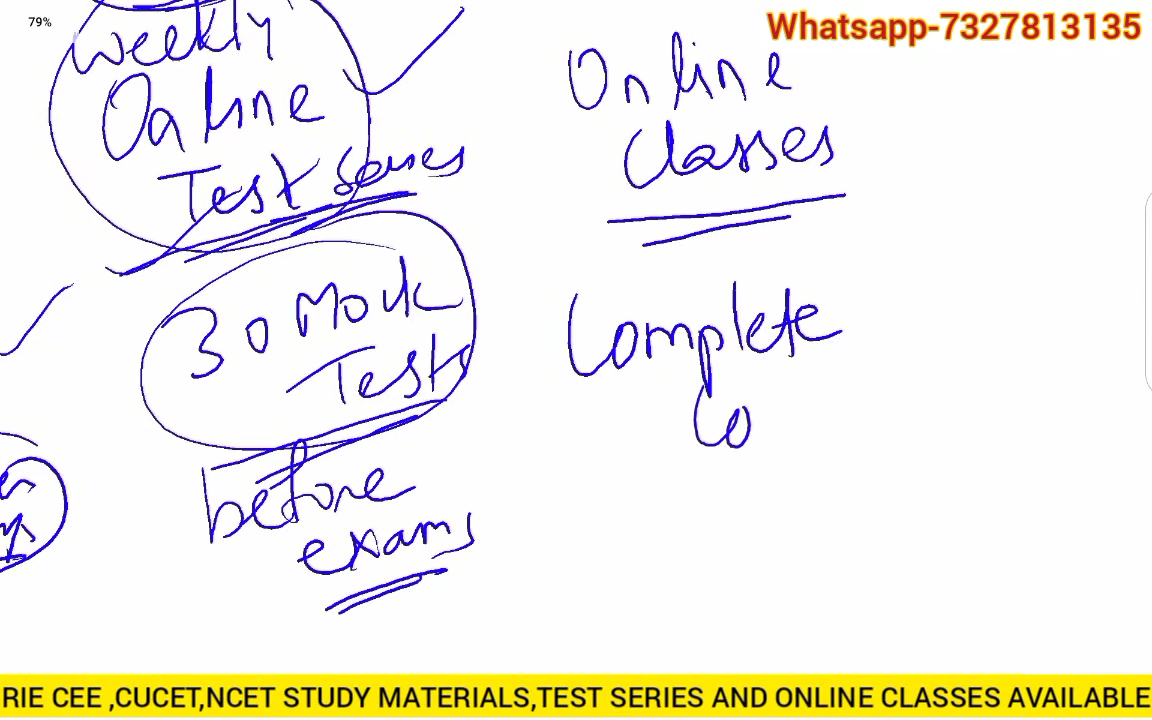 79%
Whatsapp-7327813135
Weekly
Online
Test Series
30 Mock
Tests
before
exams
Online
Classes
Complete
Co
RIE CEE ,CUCET,NCET STUDY MATERIALS,TEST SERIES AND ONLINE CLASSES AVAILABLE